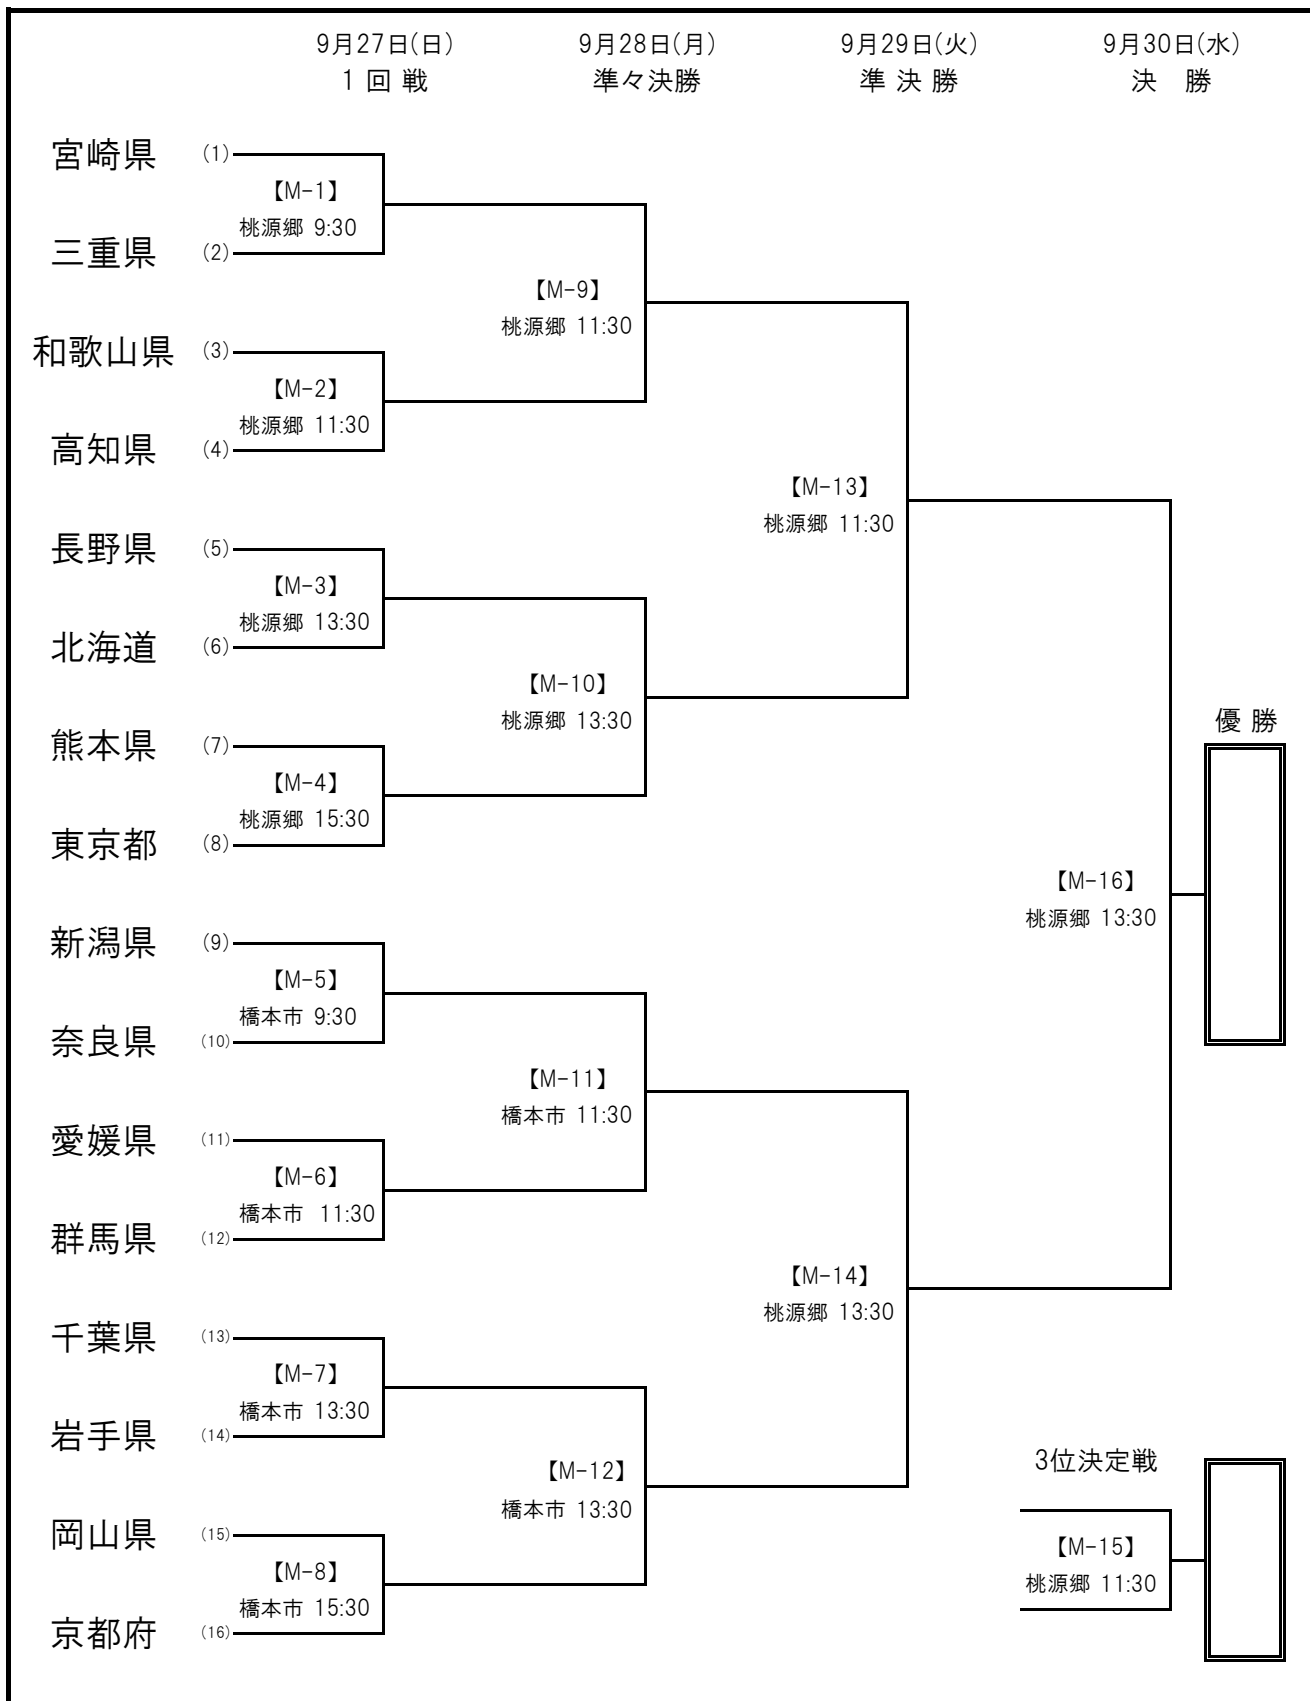 9月27日(日) 9月28日(月) 9月29日(火) 9月30日(水)
1 回 戦 準々決勝 準 決 勝 決 勝
宮崎県 (1)
【M-1】
桃源郷 9:30
三重県 (2)
【M-9】
桃源郷 11:30
和歌山県 (3)
【M-2】
桃源郷 11:30
高知県 (4)
【M-13】
桃源郷 11:30
長野県 (5)
【M-3】
桃源郷 13:30
北海道 (6)
【M-10】
桃源郷 13:30
優 勝
熊本県 (7)
【M-4】
桃源郷 15:30
東京都 (8)
【M-16】
桃源郷 13:30
新潟県 (9)
【M-5】
橋本市 9:30
奈良県 (10)
【M-11】
橋本市 11:30
愛媛県 (11)
【M-6】
橋本市 11:30
群馬県 (12)
【M-14】
桃源郷 13:30
千葉県 (13)
【M-7】
橋本市 13:30
岩手県 (14)
【M-12】
橋本市 13:30
3位決定戦
岡山県 (15)
【M-8】
橋本市 15:30
【M-15】
桃源郷 11:30
京都府 (16)